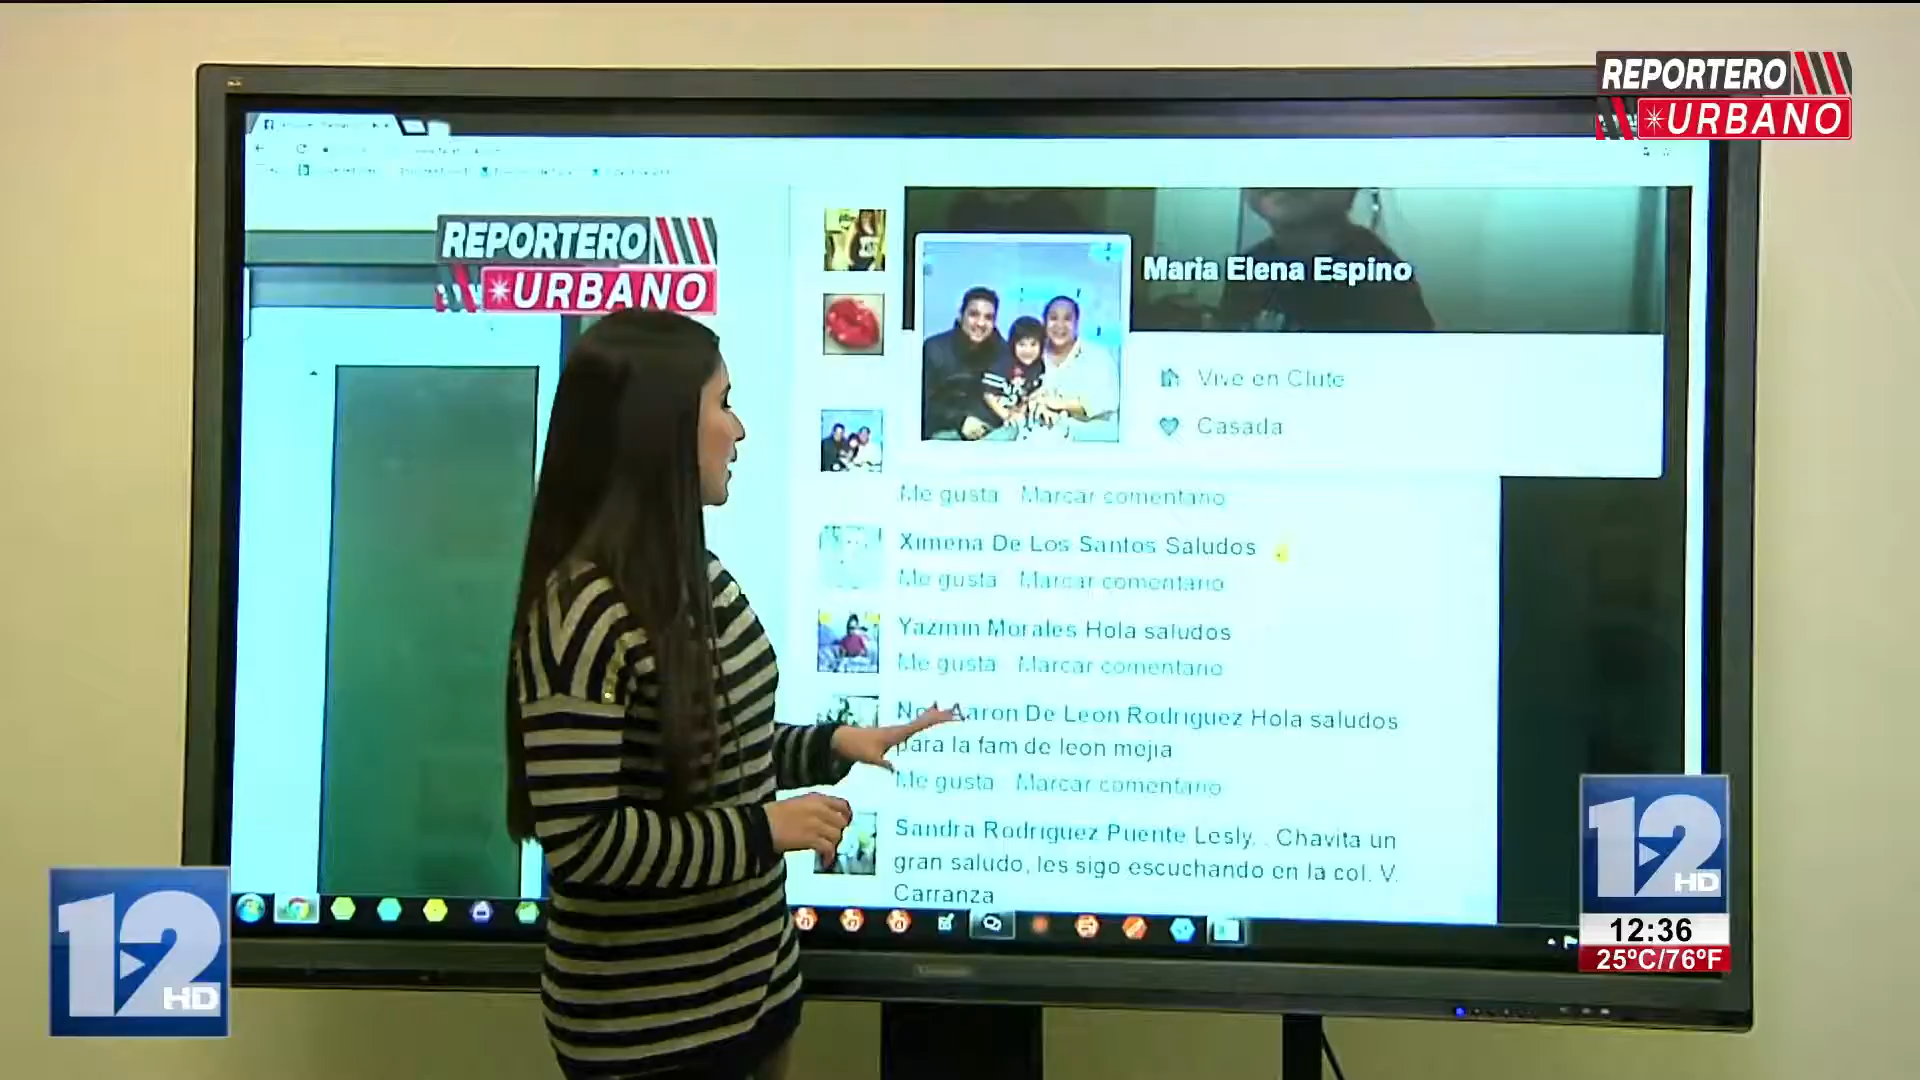 REPORTERO
URBANO
REPORTERO
URBANO
Maria Elena Espino
Vive en Clute
Casada
Me gusta Marcar comentario
Ximena De Los Santos Saludos
Me gusta Marcar comentario
Yazmin Morales Hola saludos
Me gusta Marcar comentario
Aaron De Leon Rodriguez Hola saludos
para la fam de leon mejia
Me gusta Marcar comentario
Sandra Rodriguez Puente Lesly. . Chavita un
gran saludo, les sigo escuchando en la col. V.
Carranza
12
HD
12
HD
12:36
25ºC/76ºF